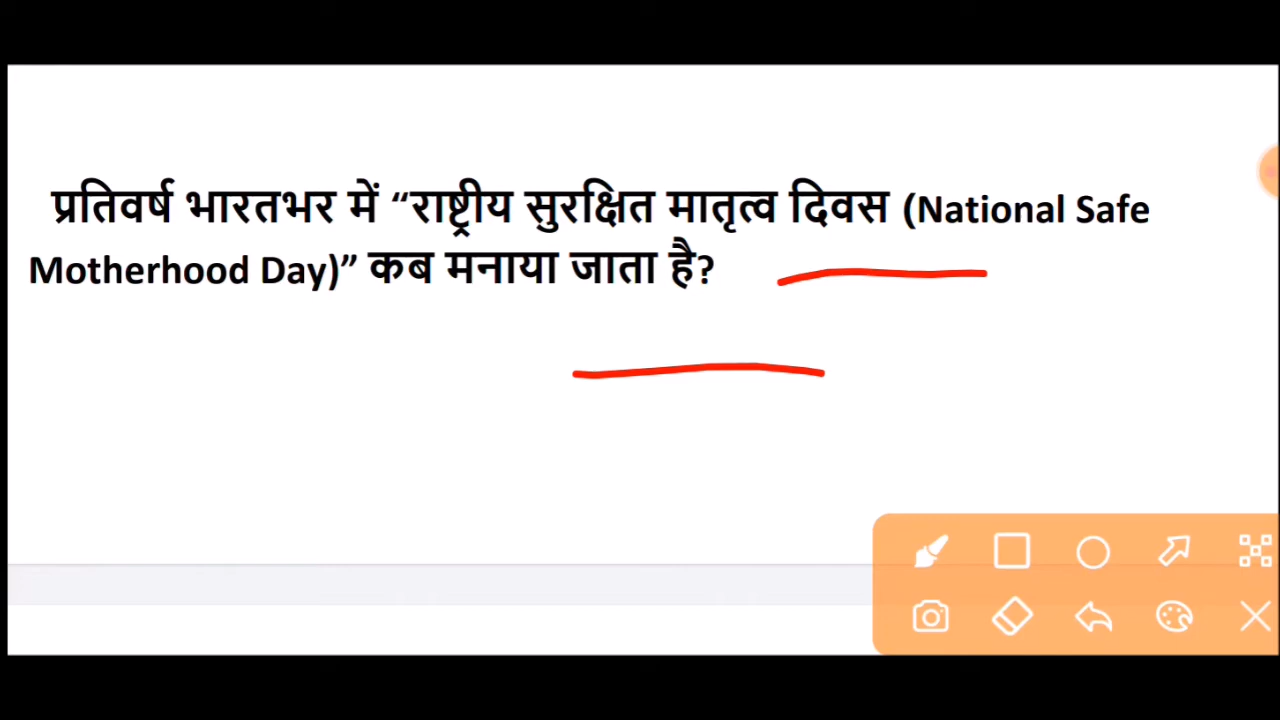 प्रतिवर्ष भारतभर में “राष्ट्रीय सुरक्षित मातृत्व दिवस (National Safe
Motherhood Day)” कब मनाया जाता है?